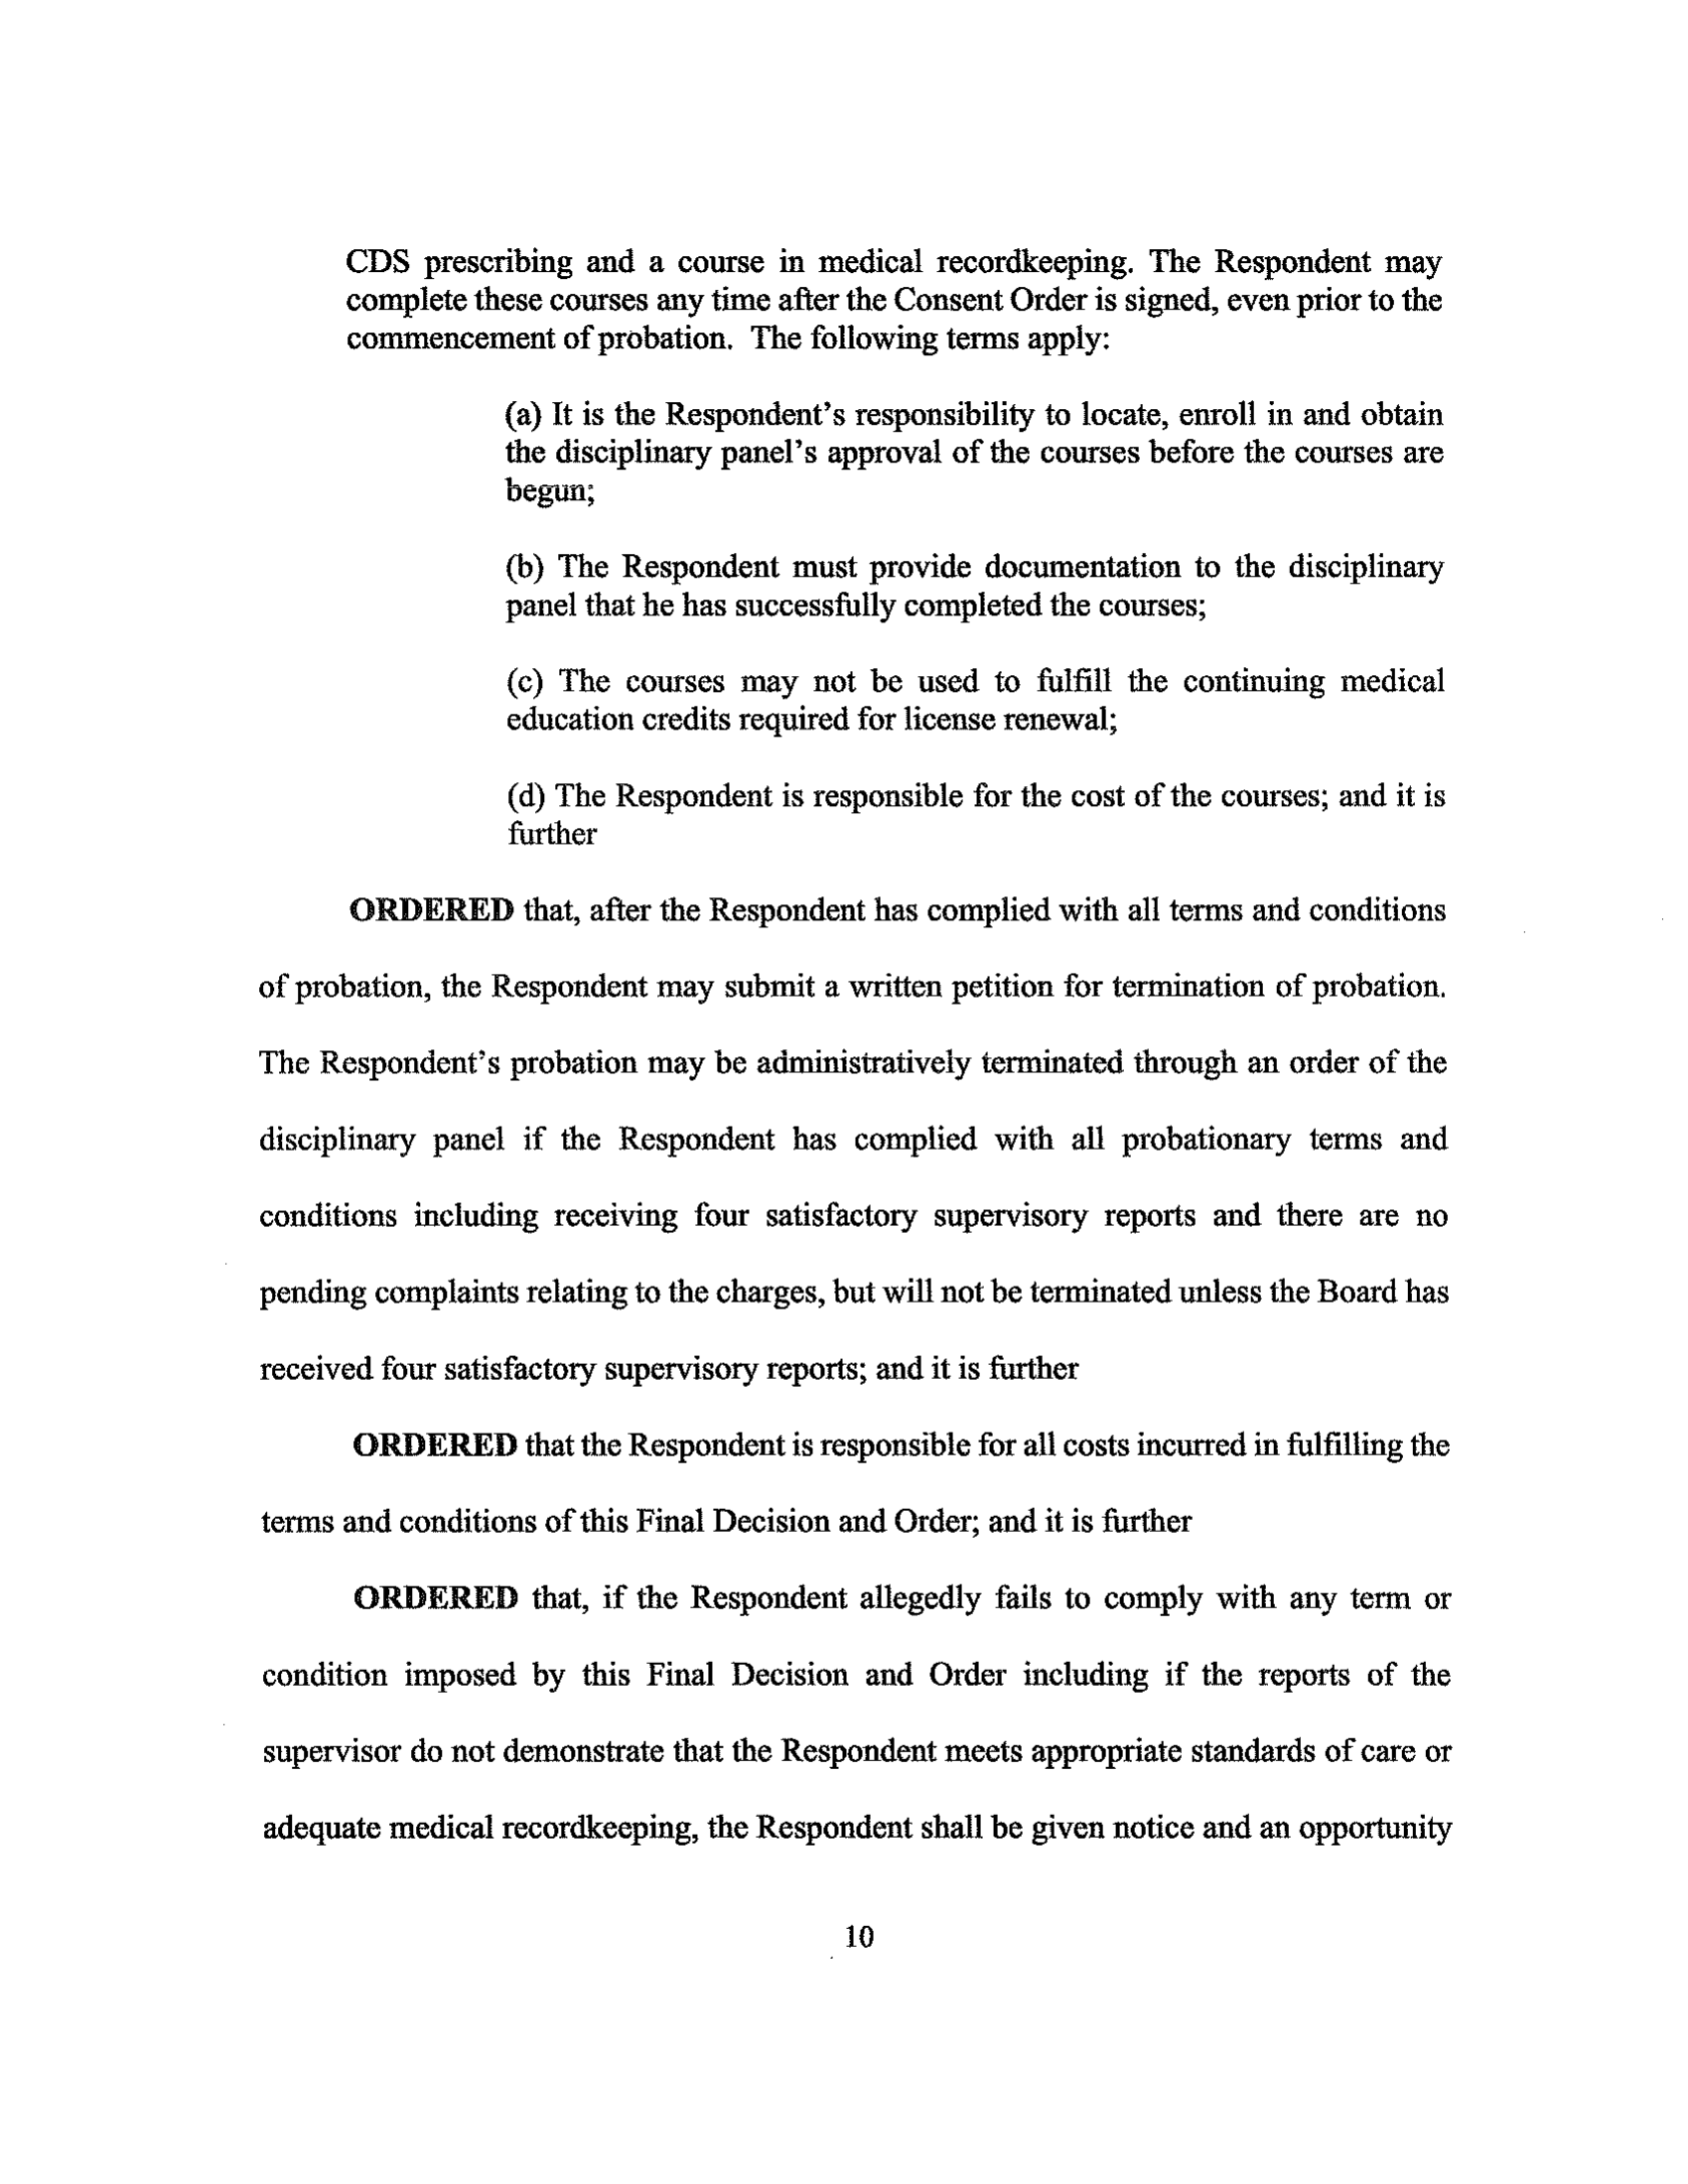 CDS prescribing and a course in medical recordkeeping. The Respondent may
complete these courses any time after the Consent Order is signed, even prior to the
commencement of probation. The following terms apply:
(a) It is the Respondent's responsibility to locate, enroll in and obtain
the disciplinary panel's approval of the courses before the courses are
begun;
(b) The Respondent must provide documentation to the disciplinary
panel that he has successfully completed the courses;
(c) The courses may not be used to fulfill the continuing medical
education credits required for license renewal;
(d) The Respondent is responsible for the cost of the courses; and it is
further
ORDERED that, after the Respondent has complied with all terms and conditions
of probation, the Respondent may submit a written petition for termination of probation.
The Respondent's probation may be administratively terminated through an order of the
disciplinary panel if the Respondent has complied with all probationary terms and
conditions including receiving four satisfactory supervisory reports and there are no
pending complaints relating to the charges, but will not be terminated unless the Board has
received four satisfactory supervisory reports; and it is further
ORDERED that the Respondent is responsible for all costs incurred in fulfilling the
terms and conditions of this Final Decision and Order; and it is further
ORDERED that, if the Respondent allegedly fails to comply with any term or
condition imposed by this Final Decision and Order including if the reports of the
supervisor do not demonstrate that the Respondent meets appropriate standards of care or
adequate medical recordkeeping, the Respondent shall be given notice and an opportunity
10